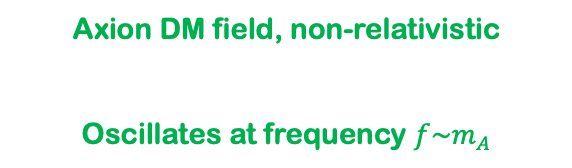 Axion DM field, non-relativistic
Oscillates at frequency f~m_A